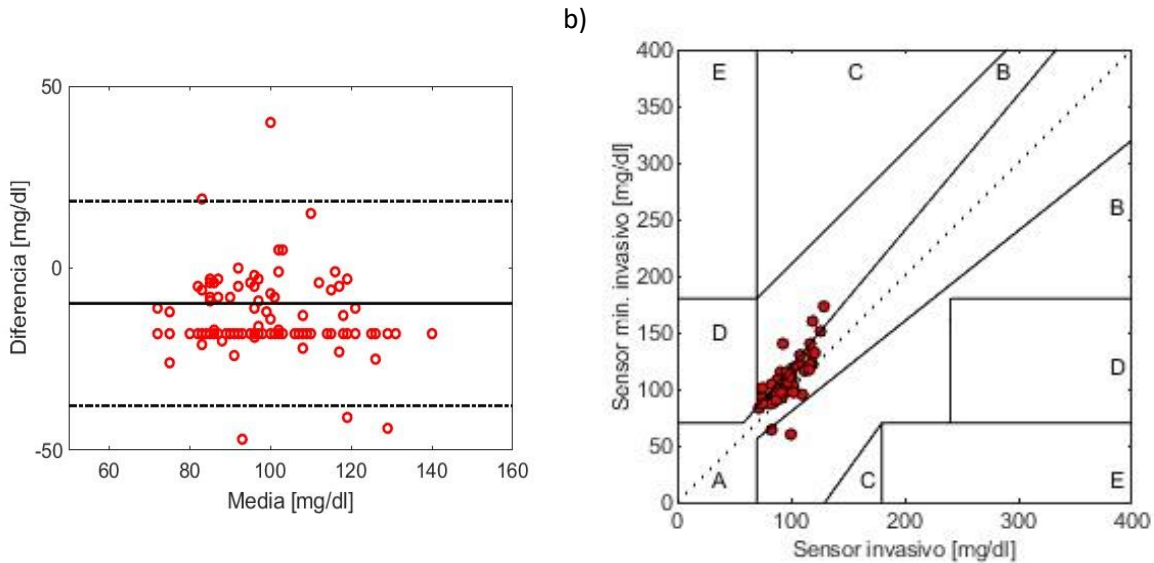 b)
50
0
-50
Diferencia [mg/dl]
60 80 100 120 140 160
Media [mg/dl]
400
350
300
250
200
150
100
50
0
Sensor min. invasivo [mg/dl]
E C B
B
D D
A C E
0 100 200 300 400
Sensor invasivo [mg/dl]